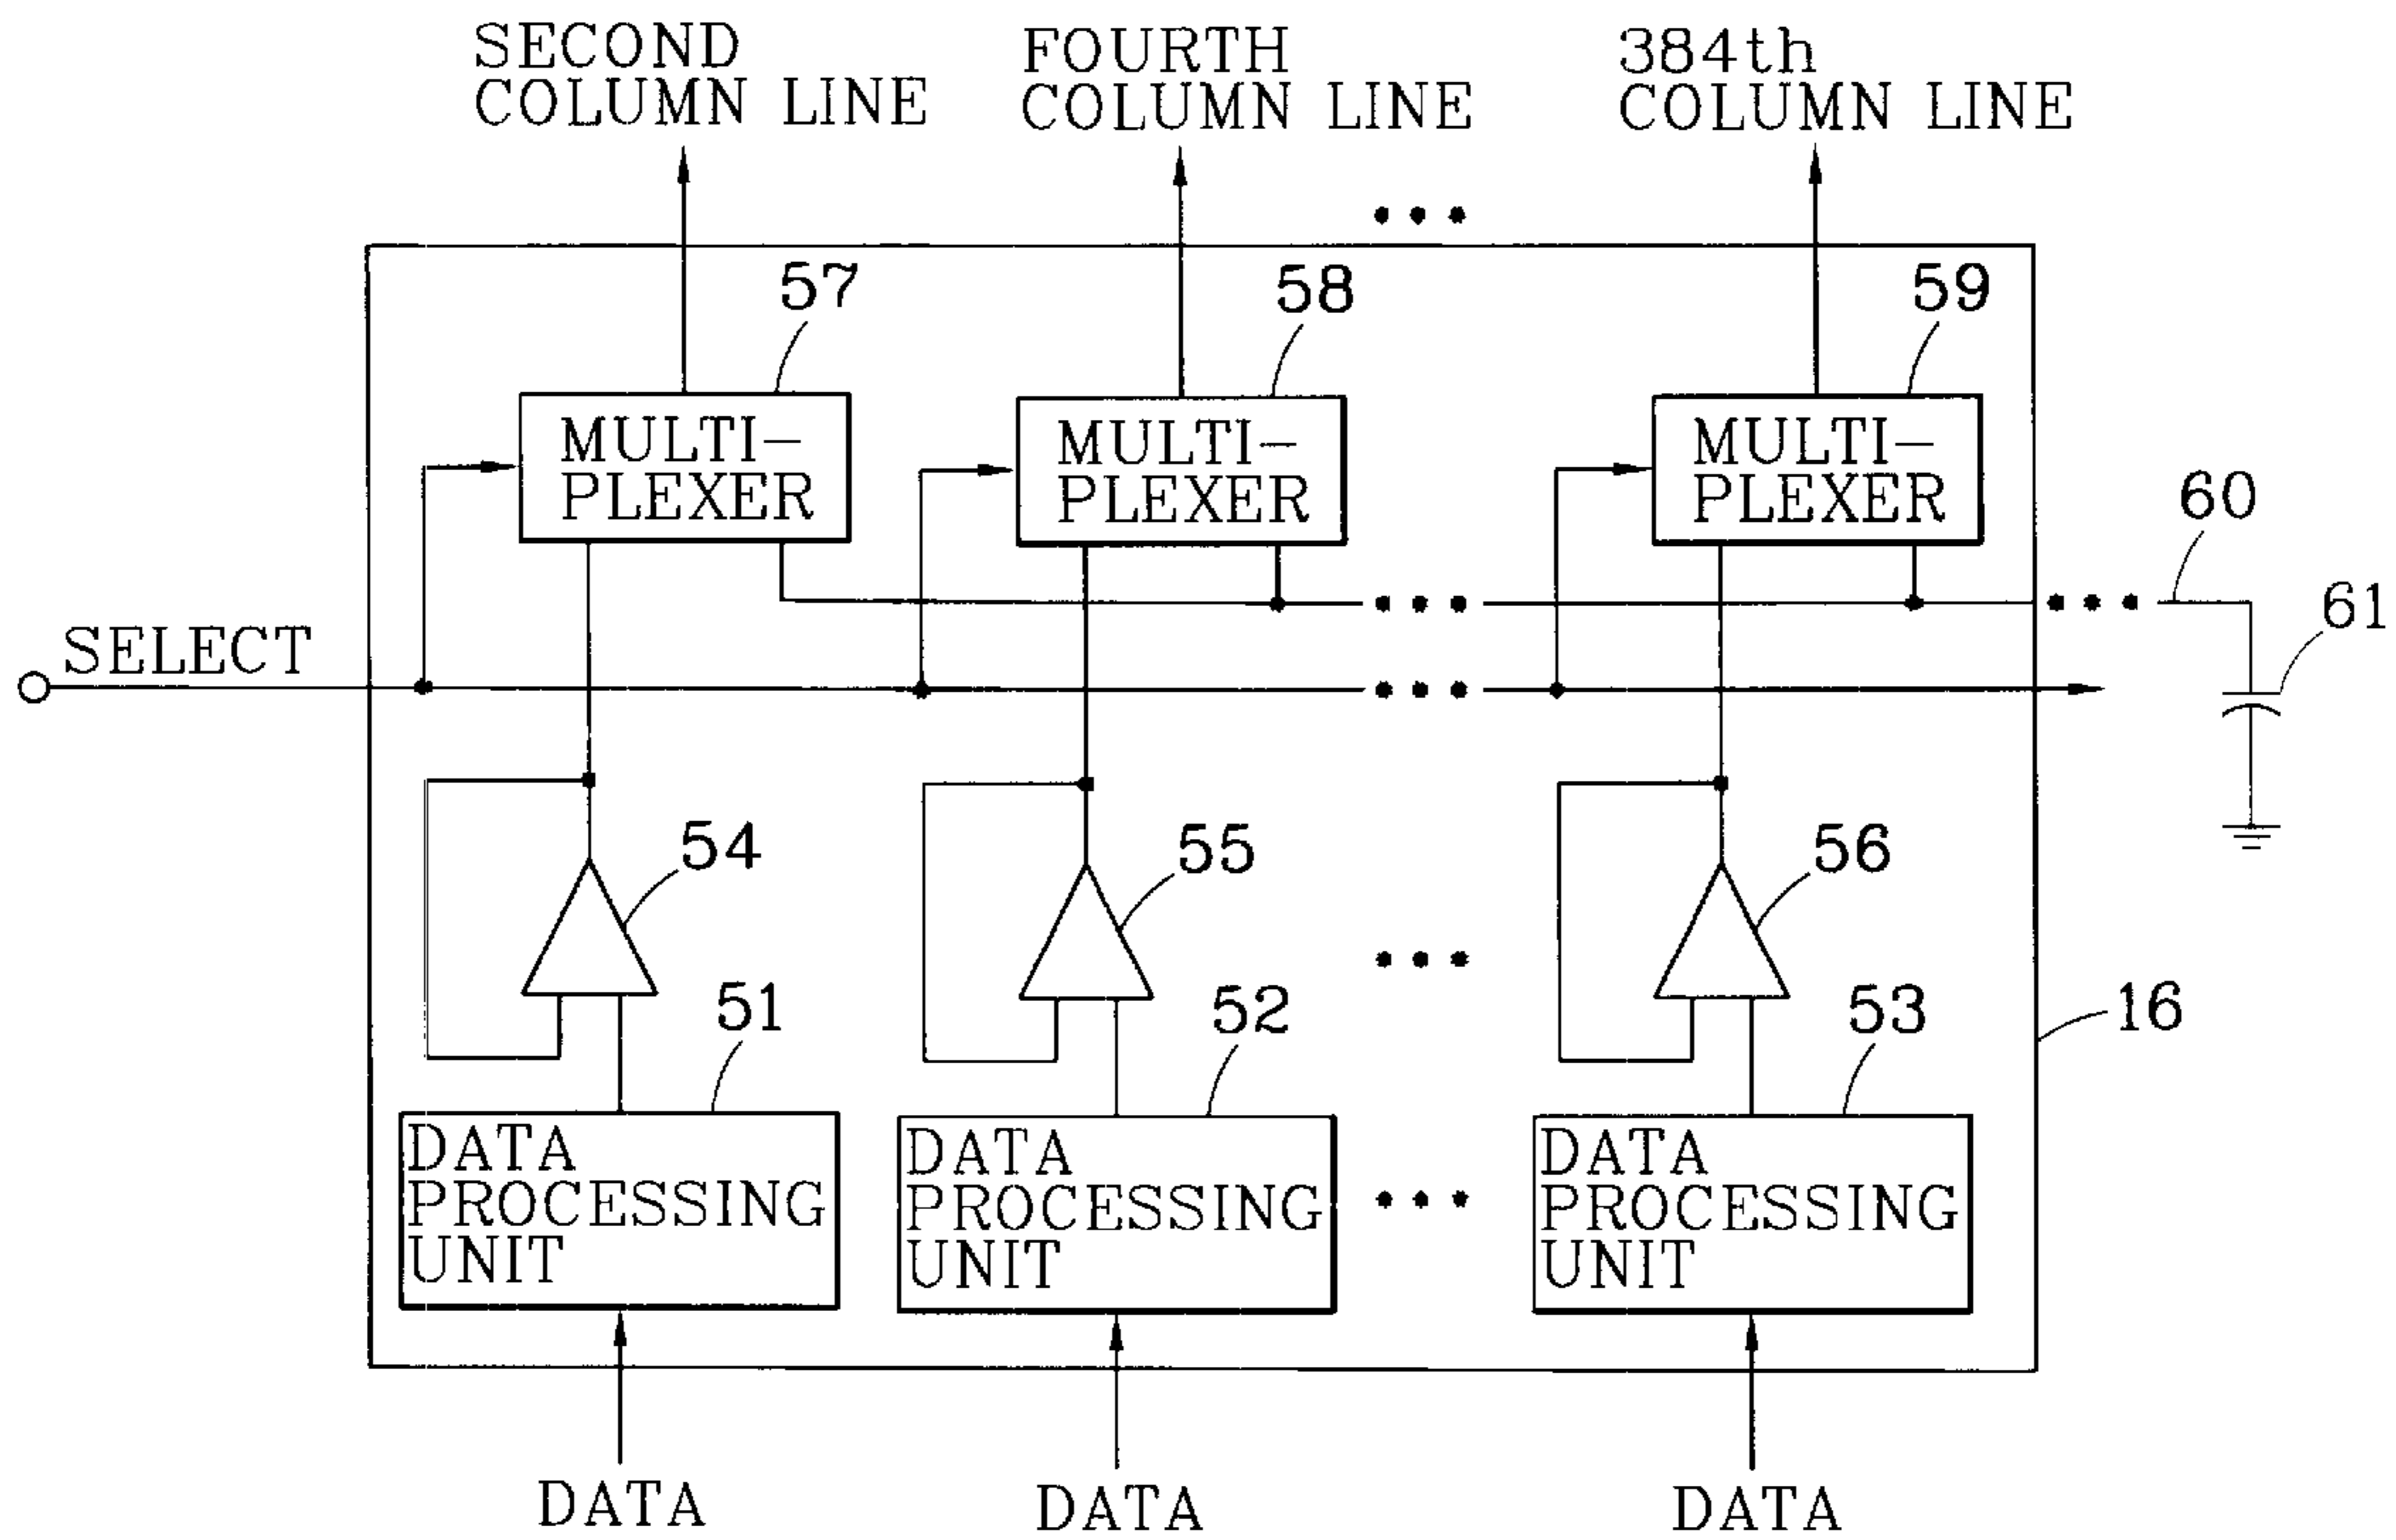 SECOND
COLUMN LINE
FOURTH
COLUMN LINE
384th
COLUMN LINE
57
58
59
MULTI-
PLEXER
MULTI-
PLEXER
MULTI-
PLEXER
60
61
SELECT
54
55
56
51
52
53
16
DATA
PROCESSING
UNIT
DATA
PROCESSING
UNIT
DATA
PROCESSING
UNIT
DATA
DATA
DATA